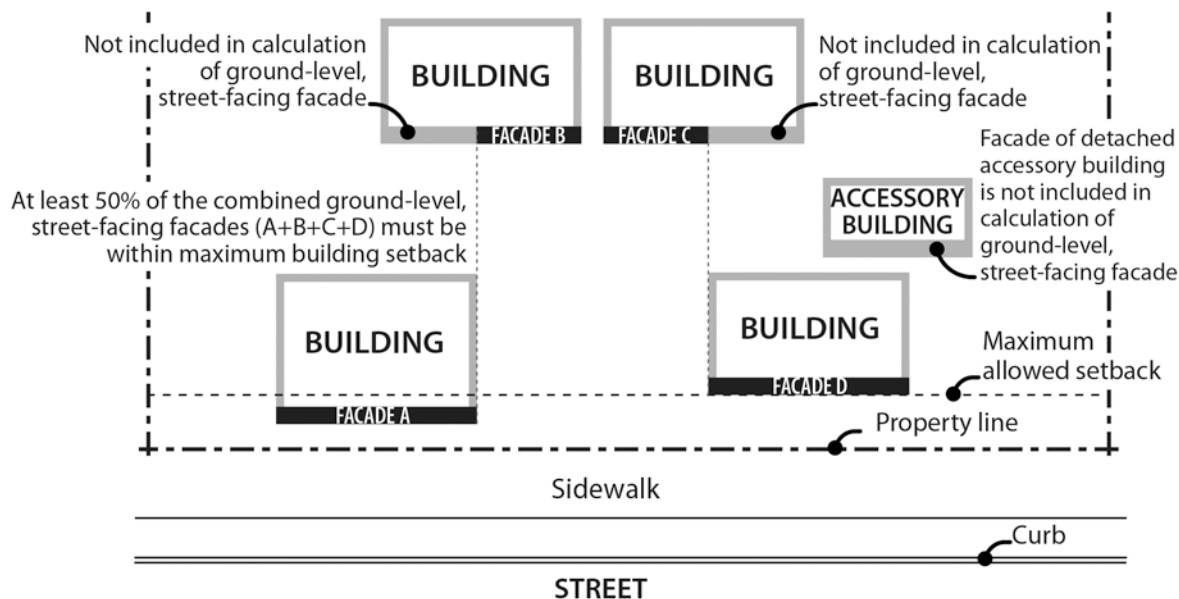 Not included in calculation
of ground-level,
street-facing facade
BUILDING
FACADE B
BUILDING
FACADE C
Not included in calculation
of ground-level,
street-facing facade
Facade of detached
accessory building
is not included in
calculation of
ground-level,
street-facing facade
ACCESSORY
BUILDING
At least 50% of the combined ground-level,
street-facing facades (A+B+C+D) must be
within maximum building setback
BUILDING
FACADE A
BUILDING
FACADE D
Maximum
allowed setback
Property line
Sidewalk
Curb
STREET